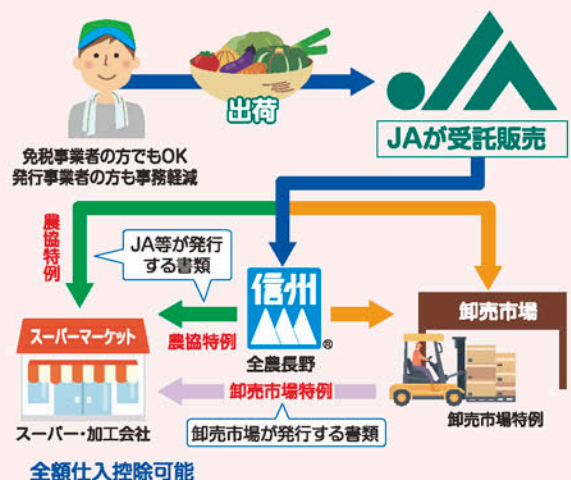 出荷
JA
JAが受託販売
免税事業者の方でもOK
発行事業者の方も事務軽減
農協特例
JA等が発行
する書類
信州
®
全農長野
農協特例
卸売市場
スーパーマーケット
卸売市場特例
卸売市場特例
スーパー・加工会社
卸売市場が発行する書類
全額仕入控除可能